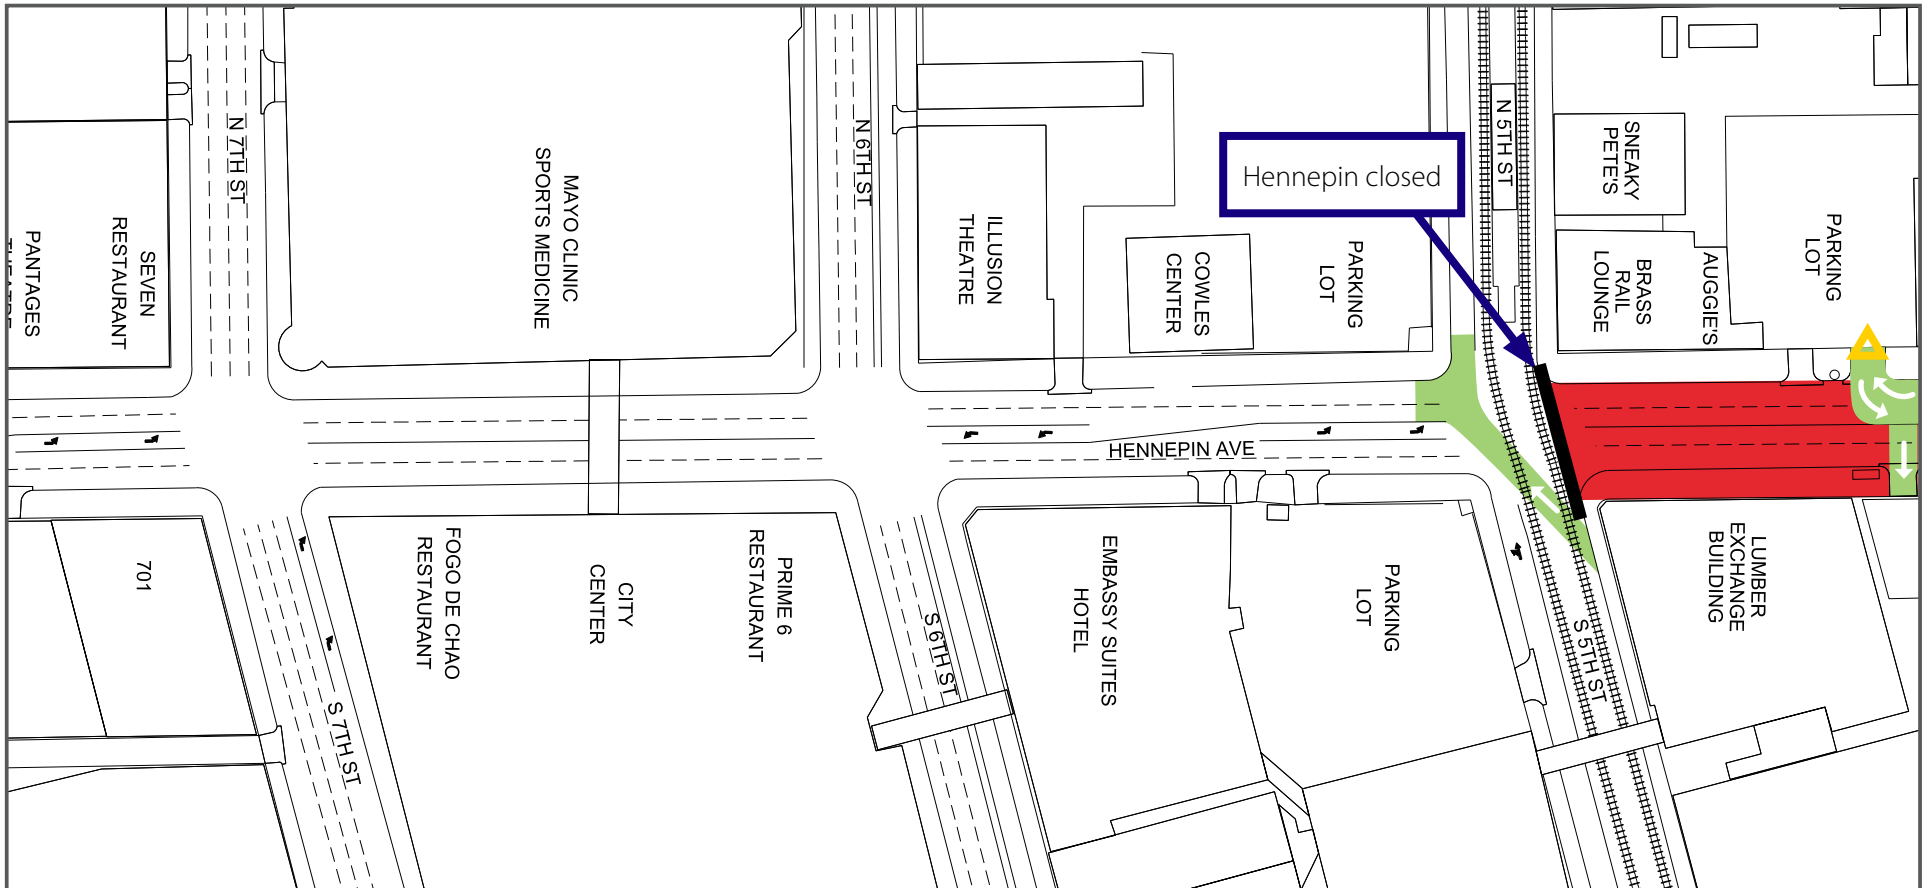 N 7TH ST
N 6TH ST
N 5TH ST
Hennepin closed
SNEAKY
PETE'S
MAYO CLINIC
SPORTS MEDICINE
ILLUSION
THEATRE
COWLES
CENTER
PARKING
LOT
BRASS
RAIL
LOUNGE
AUGGIE'S
PARKING
LOT
PANTAGES
SEVEN
RESTAURANT
HENNEPIN AVE
701
S 7TH ST
FOGO DE CHAO
RESTAURANT
CITY
CENTER
PRIME 6
RESTAURANT
S 6TH ST
EMBASSY SUITES
HOTEL
PARKING
LOT
S 5TH ST
LUMBER
EXCHANGE
BUILDING